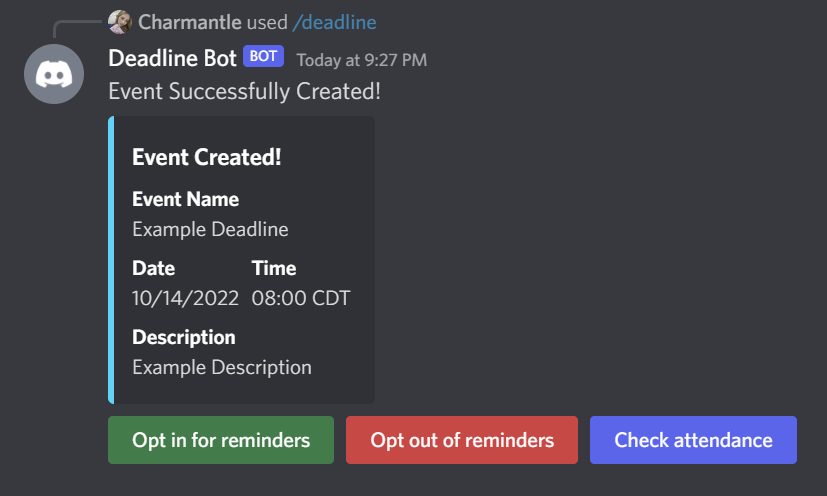 Charmantle used /deadline
Deadline Bot BOT Today at 9:27 PM
Event Successfully Created!
Event Created!
Event Name
Example Deadline
Date Time
10/14/2022 08:00 CDT
Description
Example Description
Opt in for reminders Opt out of reminders Check attendance